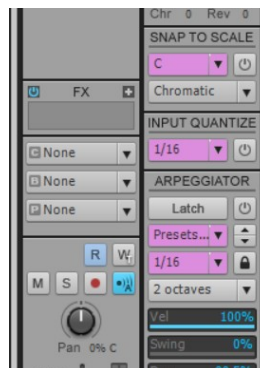 Chr 0 Rev 0
SNAP TO SCALE
C
Chromatic
INPUT QUANTIZE
1/16
ARPEGGIATOR
Latch
Presets...
1/16
2 octaves
Vel 100%
Swing 0%
FX
C None
B None
P None
R W
M S
Pan 0% C